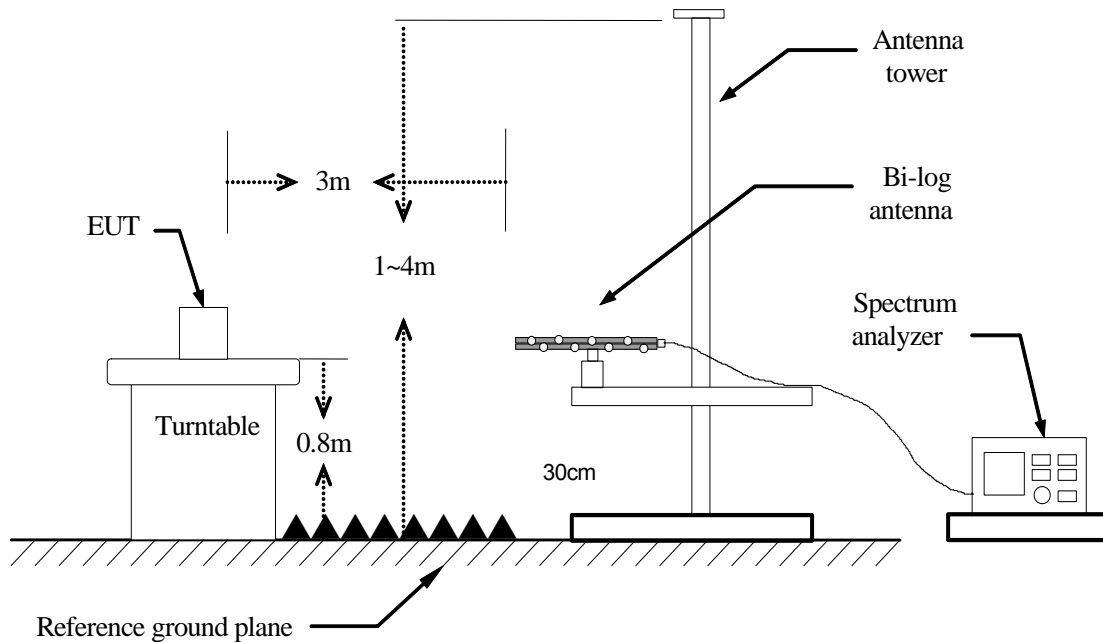 Antenna
tower
3m
Bi-log
antenna
EUT
1~4m
Spectrum
analyzer
Turntable
0.8m
30cm
Reference ground plane